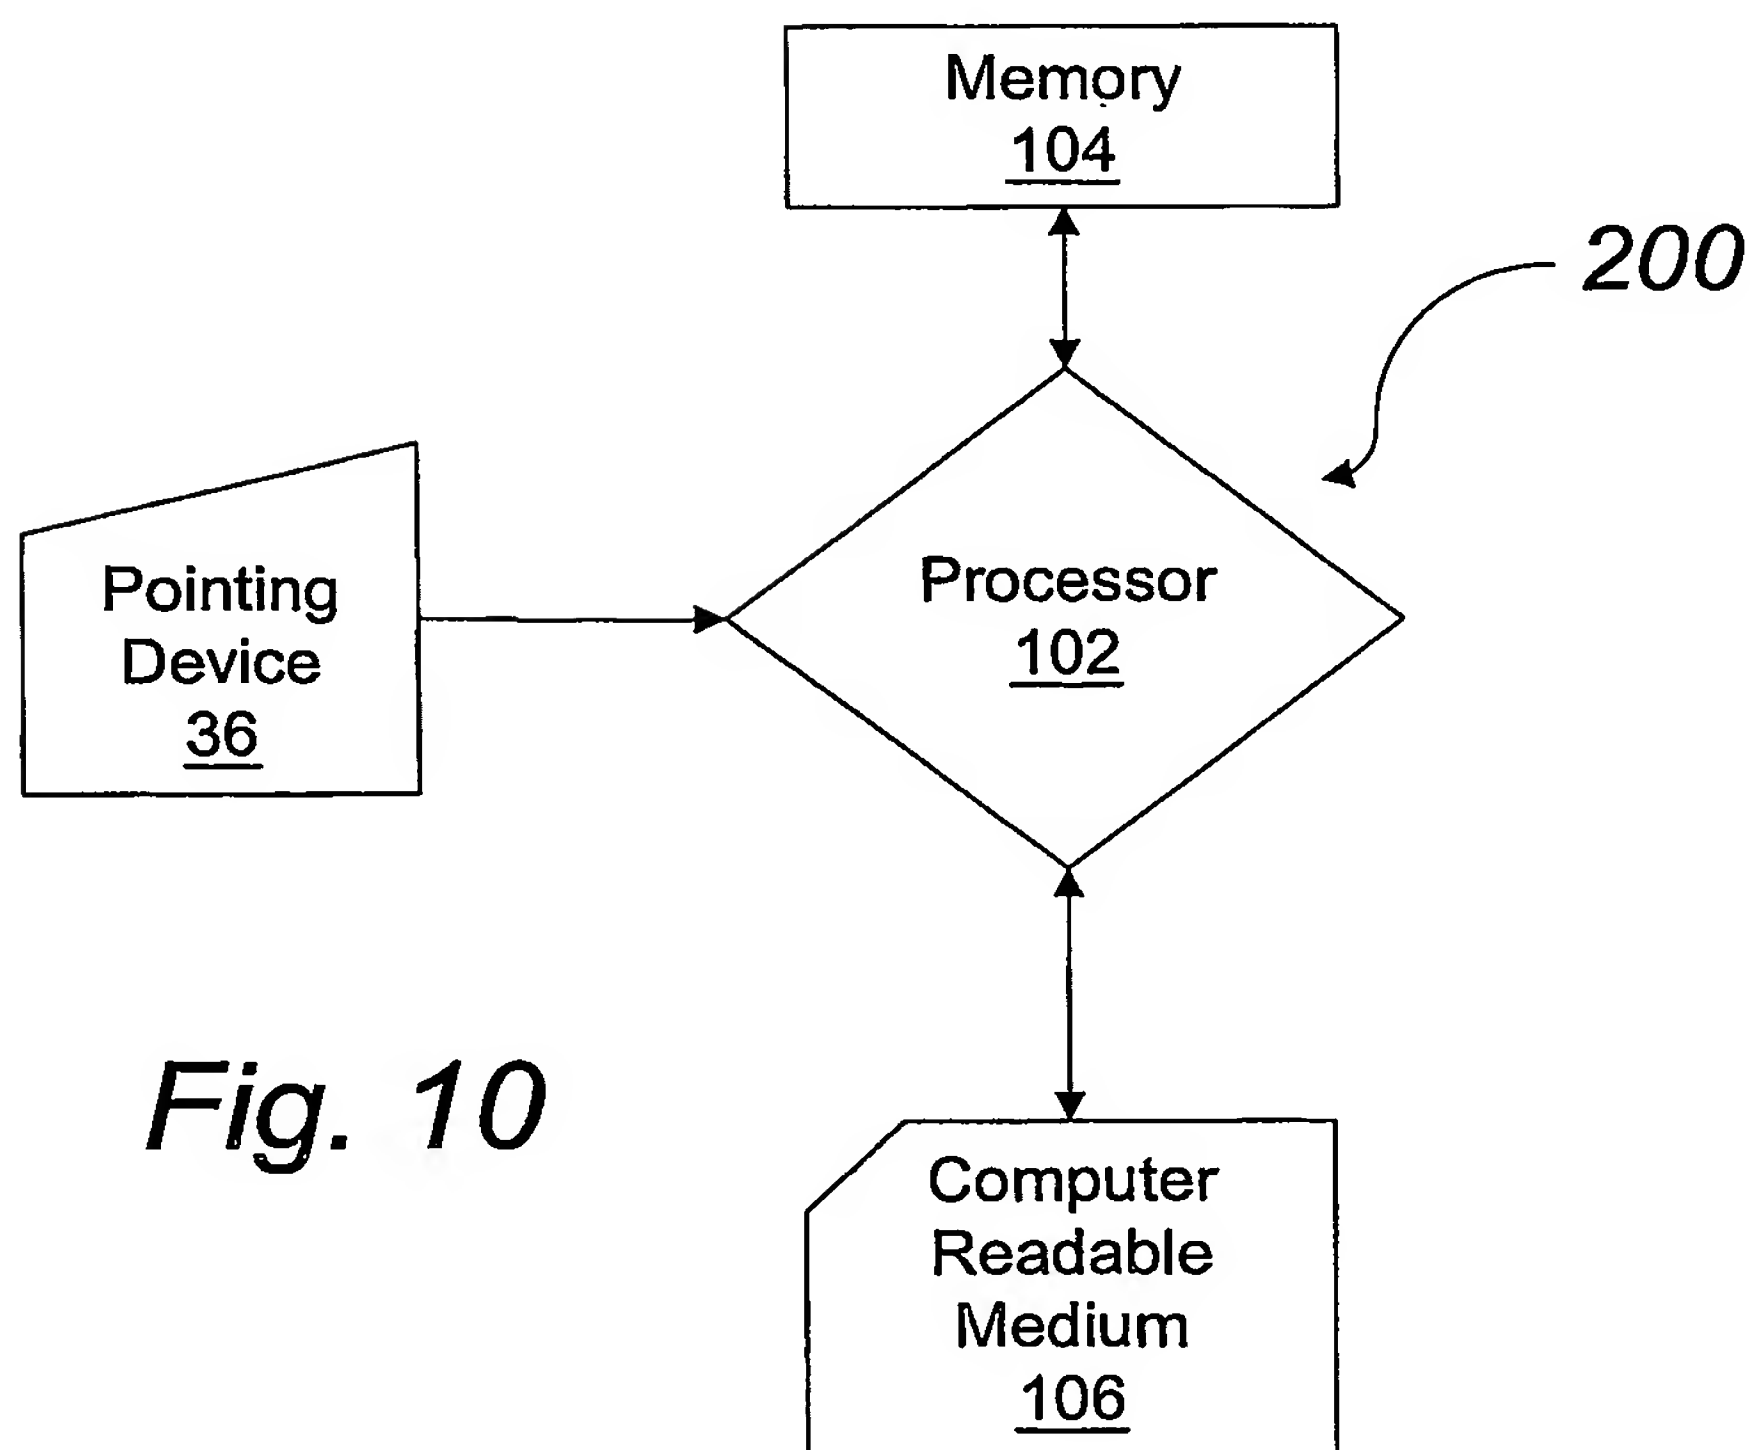 Memory
104
200
Processor
102
Pointing
Device
36
Fig. 10
Computer
Readable
Medium
106